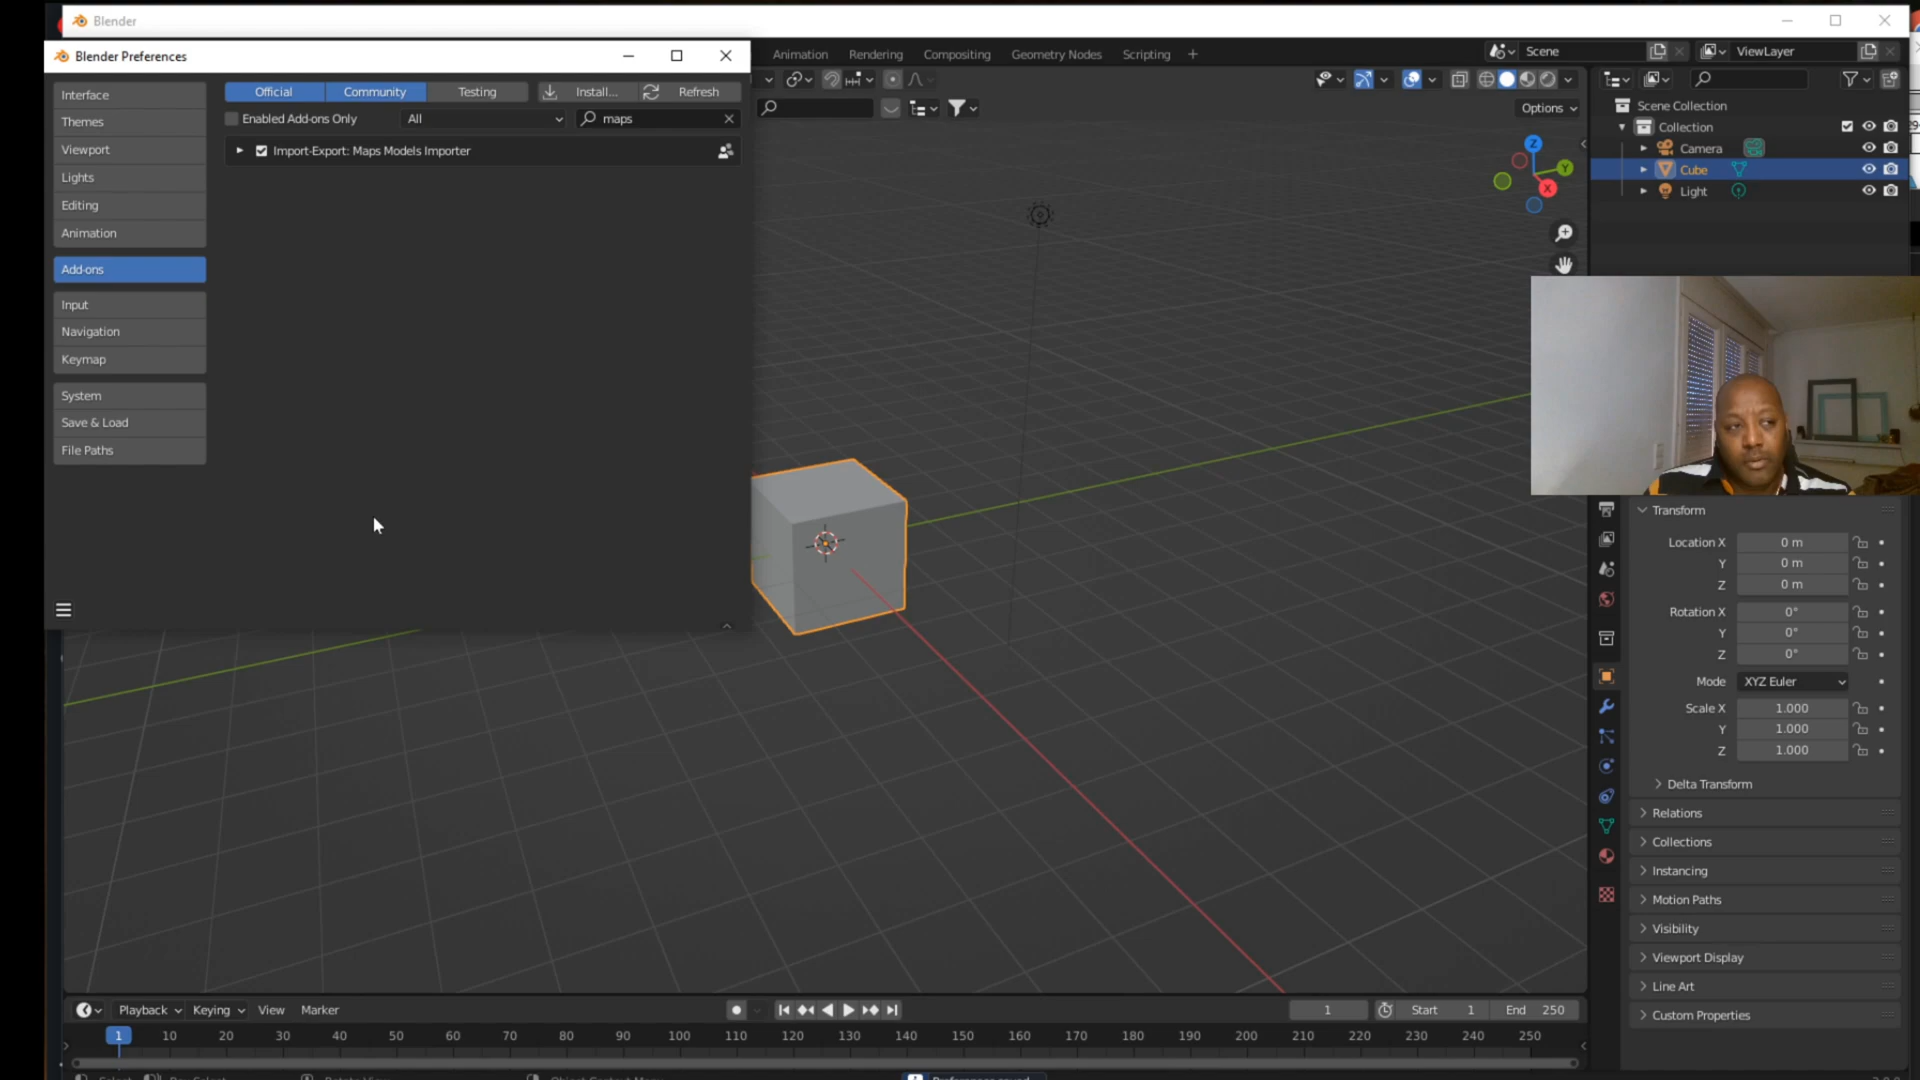 Blender
Blender Preferences
Animation
Rendering
Compositing
Geometry Nodes
Scripting
Scene
ViewLayer
Interface
Themes
Viewport
Lights
Editing
Animation
Add-ons
Input
Navigation
Keymap
System
Save & Load
File Paths
Official
Community
Testing
Install...
Refresh
Enabled Add-ons Only
All
maps
Import-Export: Maps Models Importer
Options
Z
Y
X
Scene Collection
Collection
Camera
Cube
Light
Transform
Location X 0 m
Y 0 m
Z 0 m
Rotation X 0°
Y 0°
Z 0°
Mode XYZ Euler
Scale X 1.000
Y 1.000
Z 1.000
Delta Transform
Relations
Collections
Instancing
Motion Paths
Visibility
Viewport Display
Line Art
Custom Properties
Playback
Keying
View
Marker
1
Start 1
End 250
1 10 20 30 40 50 60 70 80 90 100 110 120 130 140 150 160 170 180 190 200 210 220 230 240 250